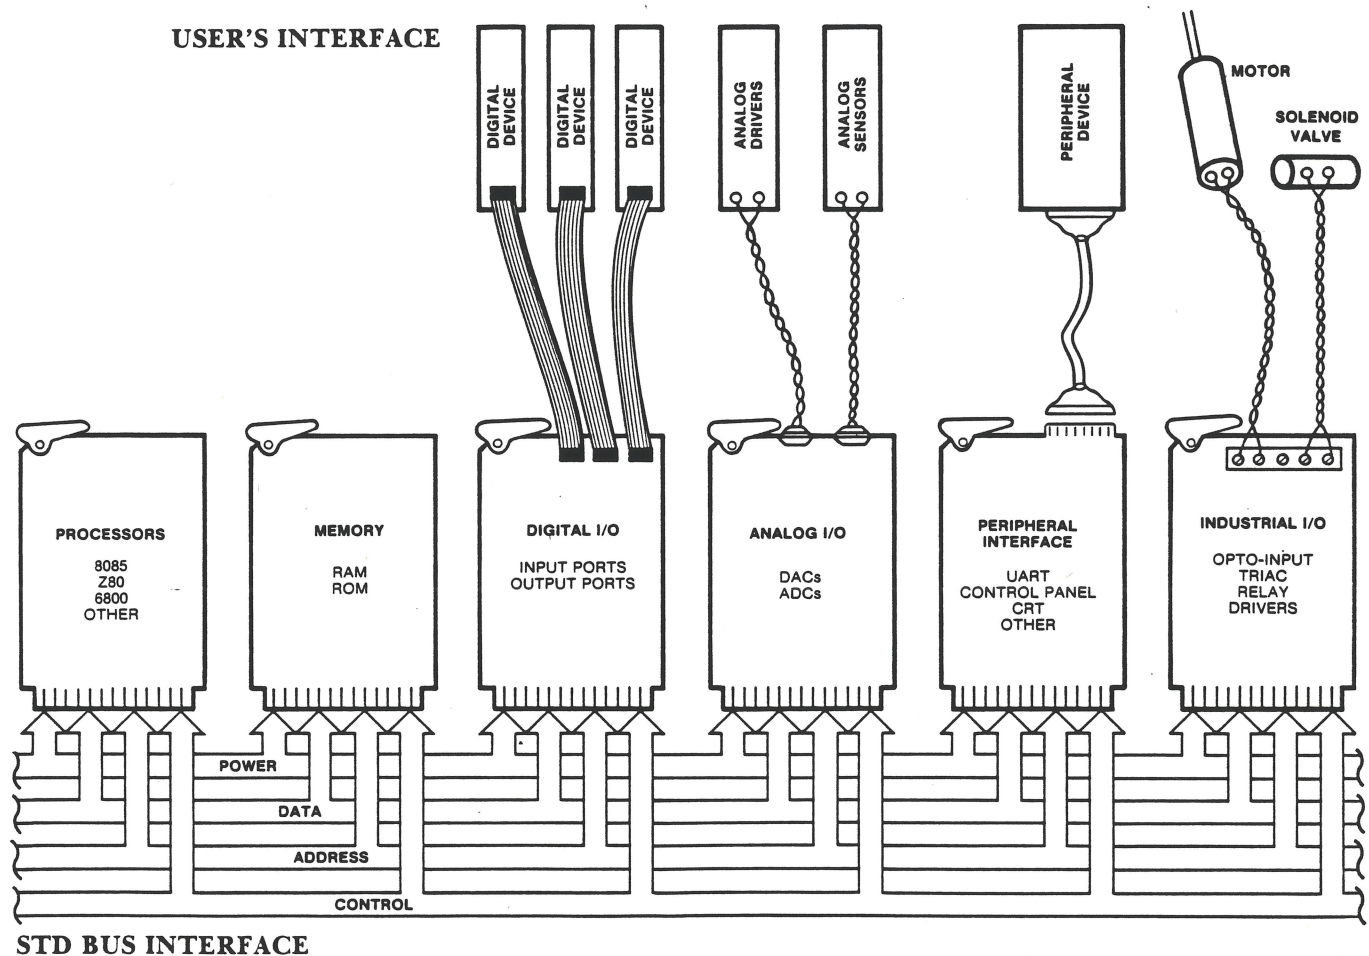 USER'S INTERFACE
DIGITAL
DEVICE
DIGITAL
DEVICE
DIGITAL
DEVICE
ANALOG
DRIVERS
ANALOG
SENSORS
PERIPHERAL
DEVICE
MOTOR
SOLENOID
VALVE
PROCESSORS
8085
Z80
6800
OTHER
MEMORY
RAM
ROM
DIGITAL I/O
INPUT PORTS
OUTPUT PORTS
ANALOG I/O
DACs
ADCs
PERIPHERAL
INTERFACE
UART
CONTROL PANEL
CRT
OTHER
INDUSTRIAL I/O
OPTO-INPUT
TRIAC
RELAY
DRIVERS
POWER
DATA
ADDRESS
CONTROL
STD BUS INTERFACE